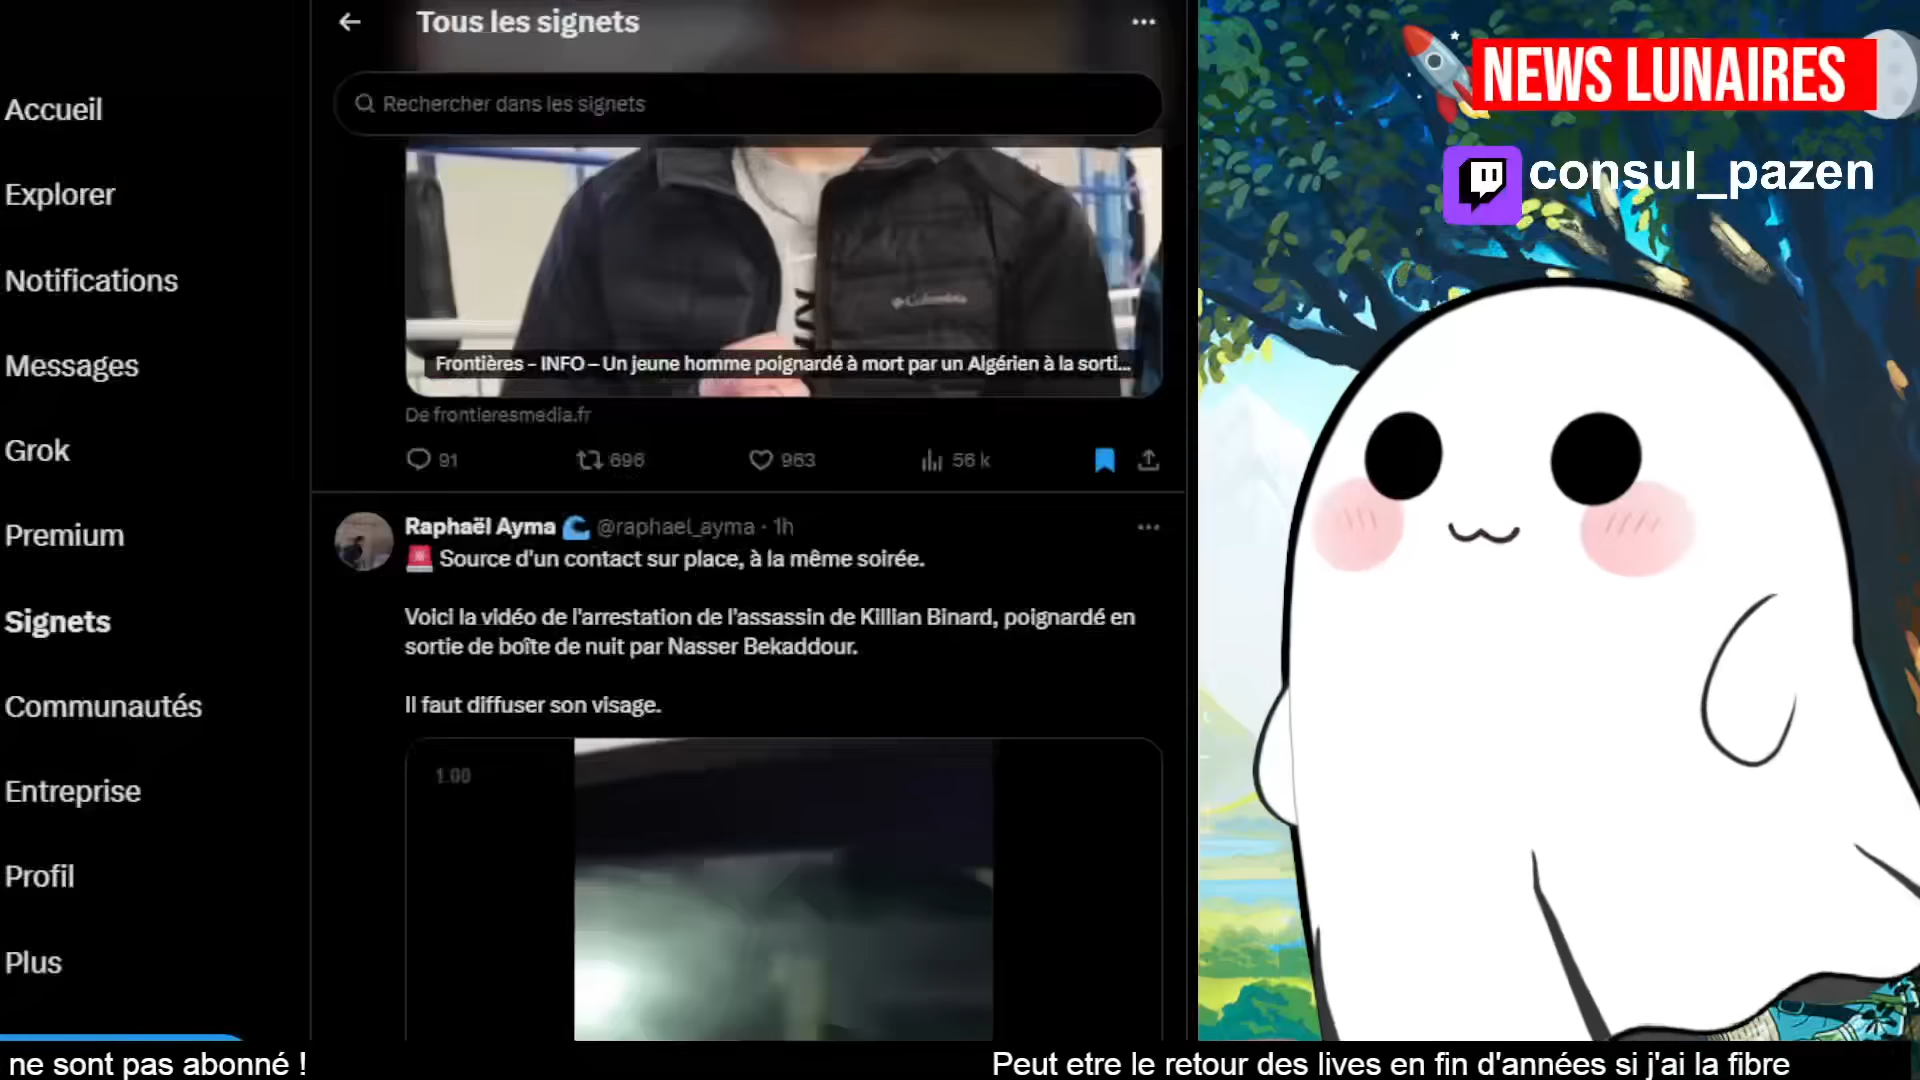 Tous les signets
Rechercher dans les signets
Accueil
Explorer
Notifications
Messages
Grok
Premium
Signets
Communautés
Entreprise
Profil
Plus
Columbia
Frontières – INFO – Un jeune homme poignardé à mort par un Algérien à la sorti...
De frontieresmedia.fr
91 696 963 56 k
Raphaël Ayma @raphael_ayma · 1h
Source d'un contact sur place, à la même soirée.
Voici la vidéo de l'arrestation de l'assassin de Killian Binard, poignardé en
sortie de boîte de nuit par Nasser Bekaddour.
Il faut diffuser son visage.
1.00
NEWS LUNAIRES
consul_pazen
ne sont pas abonné !
Peut etre le retour des lives en fin d'années si j'ai la fibre